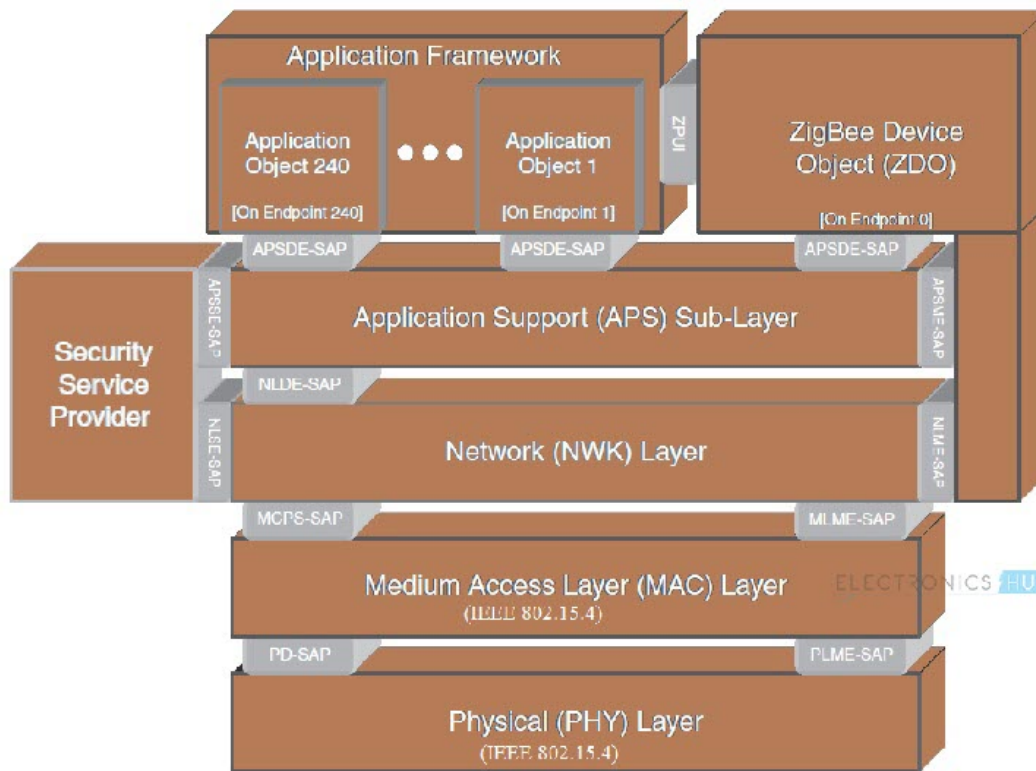 Application Framework
Application
Object 240
[On Endpoint 240]
Application
Object 1
[On Endpoint 1]
ZPUI
ZigBee Device
Object (ZDO)
[On Endpoint 0]
APSDE-SAP
APSDE-SAP
APSDE-SAP
Security
Service
Provider
APSSE-SAP
Application Support (APS) Sub-Layer
APSME-SAP
NLDE-SAP
NLSE-SAP
Network (NWK) Layer
NLME-SAP
MCPS-SAP
MLME-SAP
Medium Access Layer (MAC) Layer
(IEEE 802.15.4)
ELECTRONICS HU
PD-SAP
PLME-SAP
Physical (PHY) Layer
(IEEE 802.15.4)